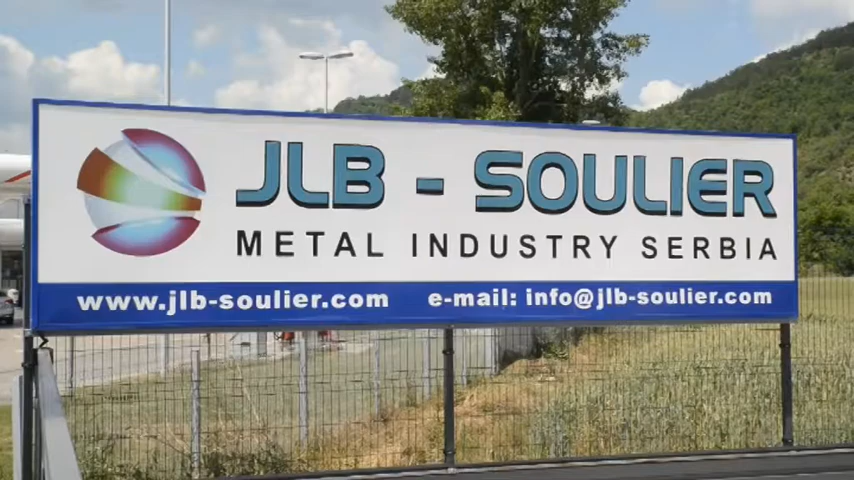 JLB - SOULIER
METAL INDUSTRY SERBIA
www.jlb-soulier.com e-mail: info@jlb-soulier.com